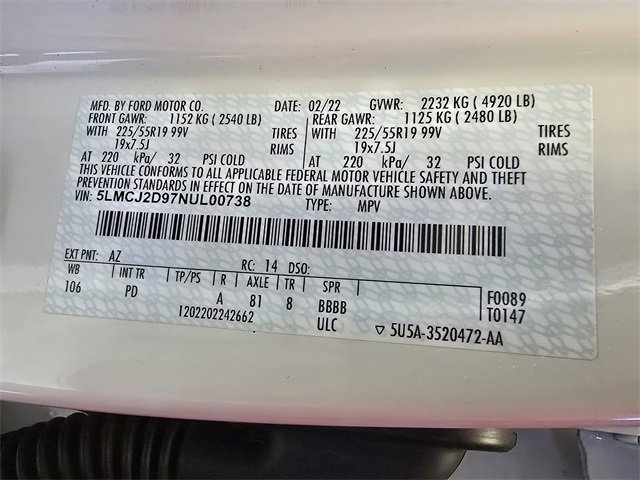 MFD. BY FORD MOTOR CO. DATE: 02/22 GVWR: 2232 KG ( 4920 LB)
FRONT GAWR: 1152 KG ( 2540 LB) REAR GAWR: 1125 KG ( 2480 LB)
WITH 225/55R19 99V TIRES WITH 225/55R19 99V TIRES
19x7.5J RIMS 19x7.5J RIMS
AT 220 kPa/ 32 PSI COLD AT 220 kPa/ 32 PSI COLD
THIS VEHICLE CONFORMS TO ALL APPLICABLE FEDERAL MOTOR VEHICLE SAFETY AND THEFT
PREVENTION STANDARDS IN EFFECT ON THE DATE OF MANUFACTURE SHOWN ABOVE.
VIN: 5LMCJ2D97NUL00738 TYPE: MPV
EXT PNT: AZ RC: 14 DSO:
WB INT TR TP/PS R AXLE TR SPR F0089
106 PD A 81 8 BBBB T0147
1202202242662 ULC ▽ 5U5A-3520472-AA